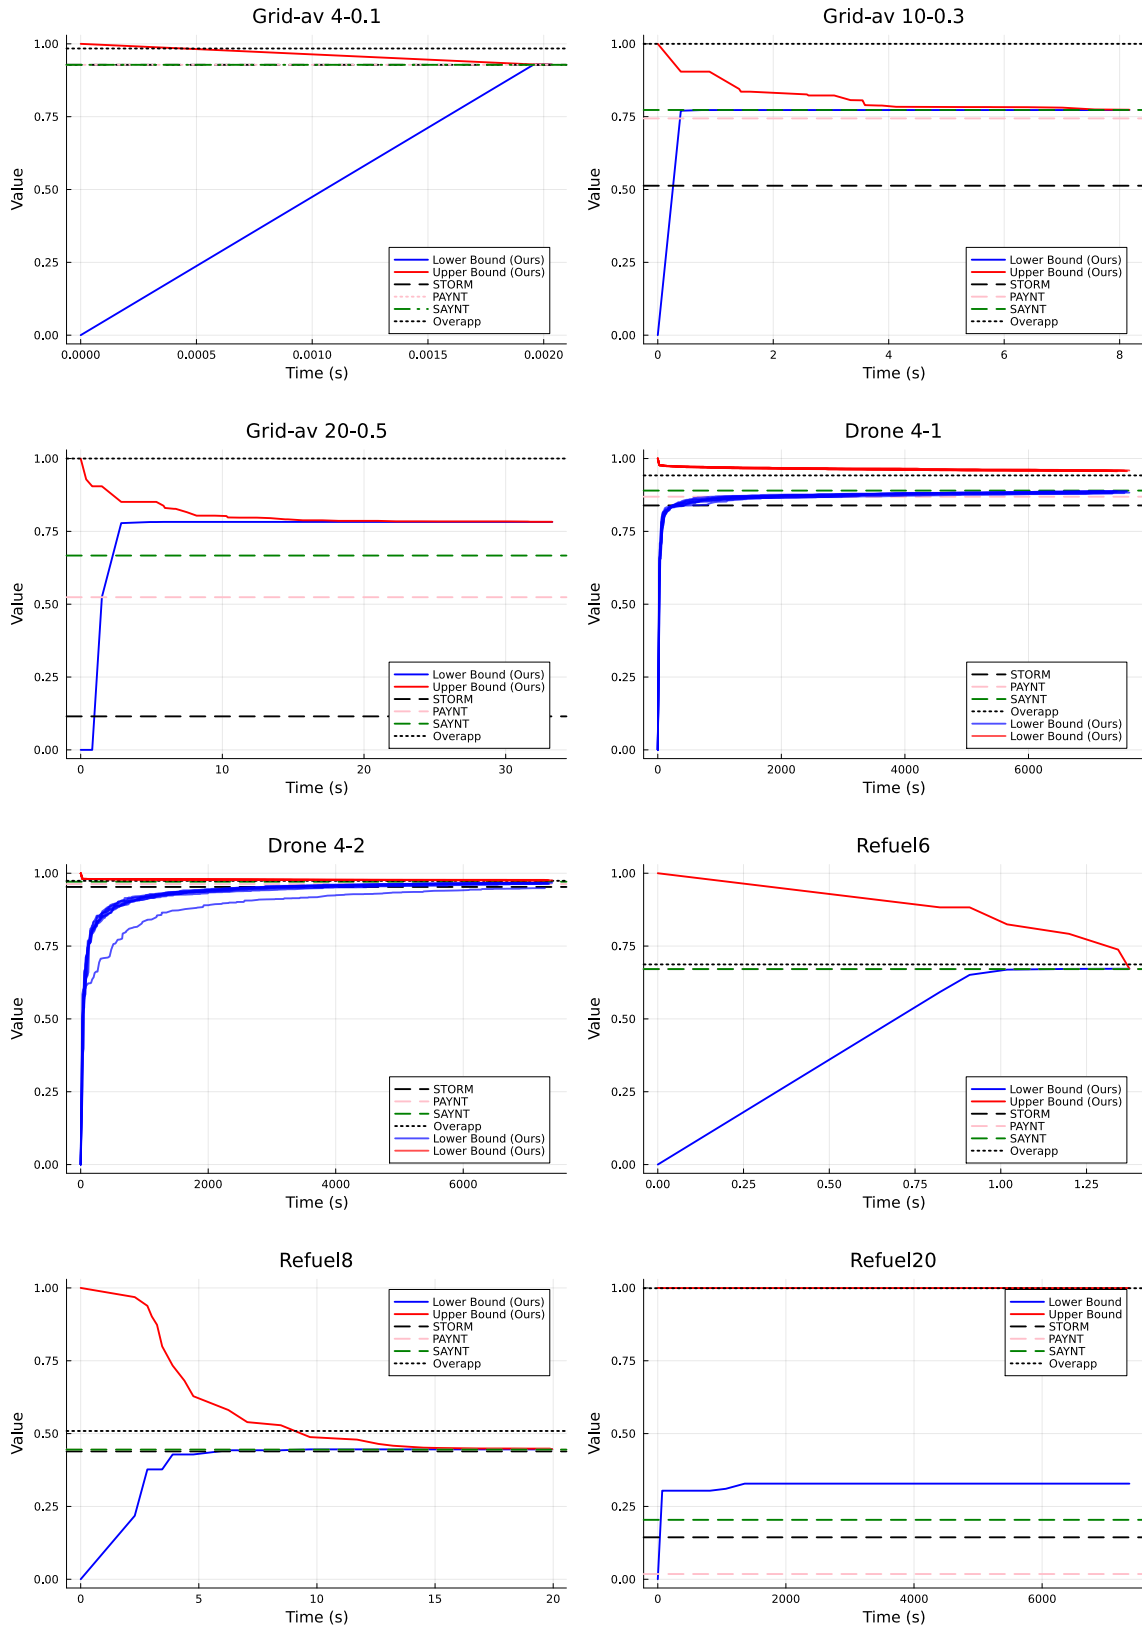 Grid-av 4-0.1
Value
1.00
0.75
0.50
0.25
0.00
Lower Bound (Ours)
Upper Bound (Ours)
STORM
PAYNT
SAYNT
Overapp
0.0000 0.0005 0.0010 0.0015 0.0020
Time (s)
Grid-av 10-0.3
Value
1.00
0.75
0.50
0.25
0.00
Lower Bound (Ours)
Upper Bound (Ours)
STORM
PAYNT
SAYNT
Overapp
0 2 4 6 8
Time (s)
Grid-av 20-0.5
Value
1.00
0.75
0.50
0.25
0.00
Lower Bound (Ours)
Upper Bound (Ours)
STORM
PAYNT
SAYNT
Overapp
0 10 20 30
Time (s)
Drone 4-1
Value
1.00
0.75
0.50
0.25
0.00
STORM
PAYNT
SAYNT
Overapp
Lower Bound (Ours)
Lower Bound (Ours)
0 2000 4000 6000
Time (s)
Drone 4-2
Value
1.00
0.75
0.50
0.25
0.00
STORM
PAYNT
SAYNT
Overapp
Lower Bound (Ours)
Lower Bound (Ours)
0 2000 4000 6000
Time (s)
Refuel6
Value
1.00
0.75
0.50
0.25
0.00
Lower Bound (Ours)
Upper Bound (Ours)
STORM
PAYNT
SAYNT
Overapp
0.00 0.25 0.50 0.75 1.00 1.25
Time (s)
Refuel8
Value
1.00
0.75
0.50
0.25
0.00
Lower Bound (Ours)
Upper Bound (Ours)
STORM
PAYNT
SAYNT
Overapp
0 5 10 15 20
Time (s)
Refuel20
Value
1.00
0.75
0.50
0.25
0.00
Lower Bound
Upper Bound
STORM
PAYNT
SAYNT
Overapp
0 2000 4000 6000
Time (s)